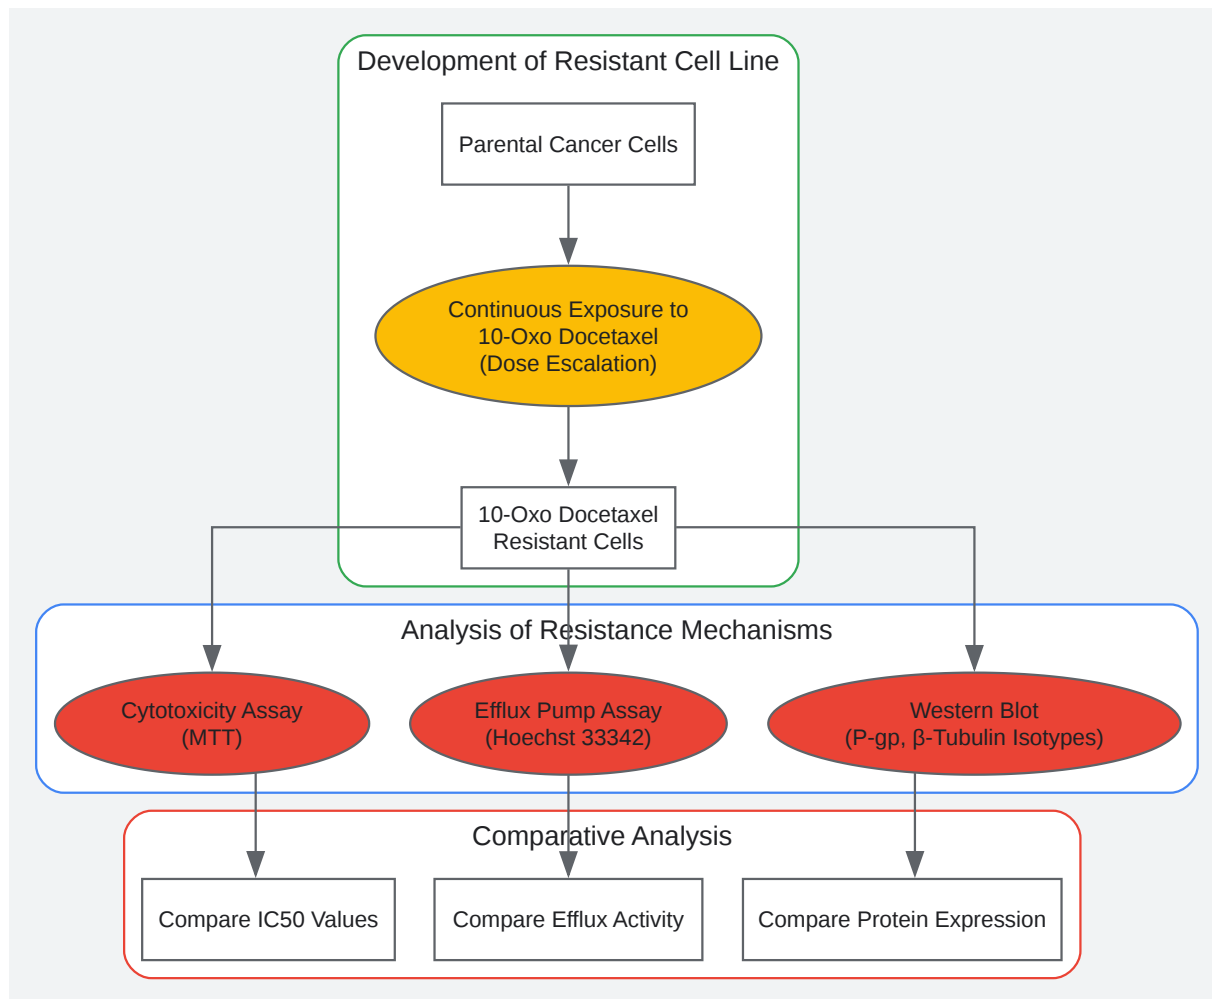 Development of Resistant Cell Line
Parental Cancer Cells
Continuous Exposure to
10-Oxo Docetaxel
(Dose Escalation)
10-Oxo Docetaxel
Resistant Cells
Analysis of Resistance Mechanisms
Cytotoxicity Assay
(MTT)
Efflux Pump Assay
(Hoechst 33342)
Western Blot
(P-gp, β-Tubulin Isotypes)
Comparative Analysis
Compare IC50 Values
Compare Efflux Activity
Compare Protein Expression